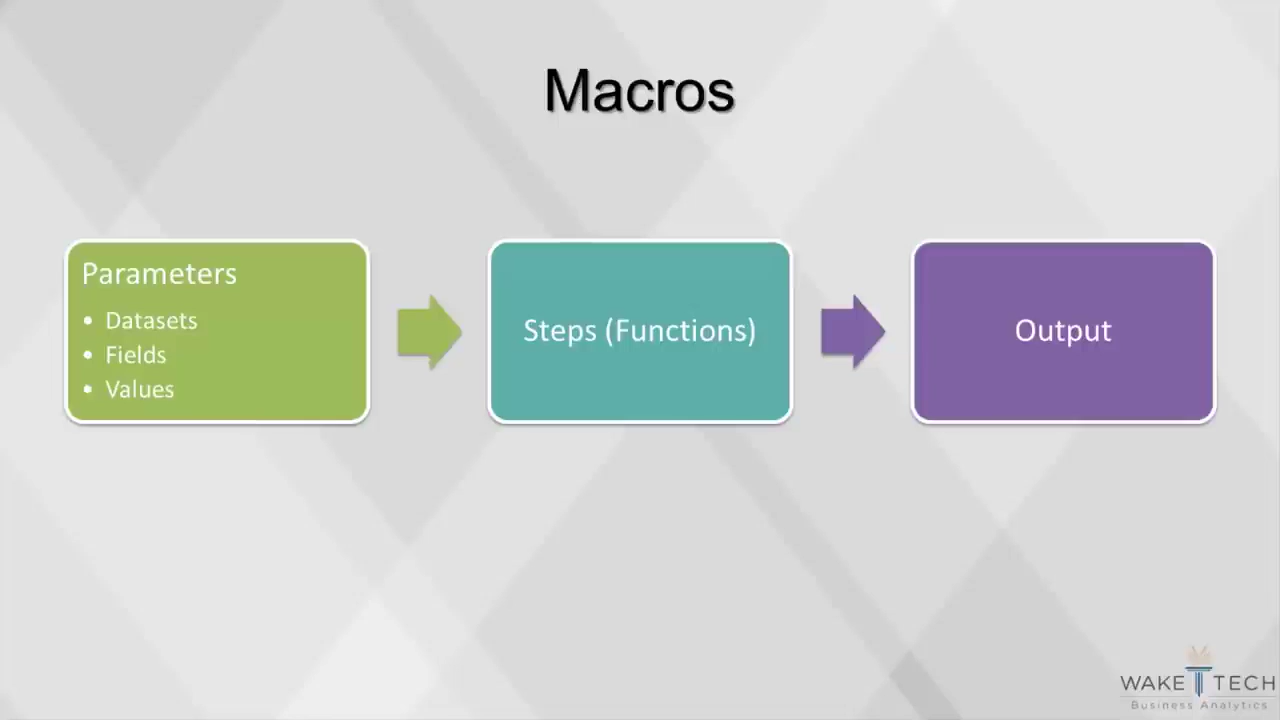 Macros
Parameters
• Datasets
• Fields
• Values
Steps (Functions)
Output
WAKE TECH
Business Analytics